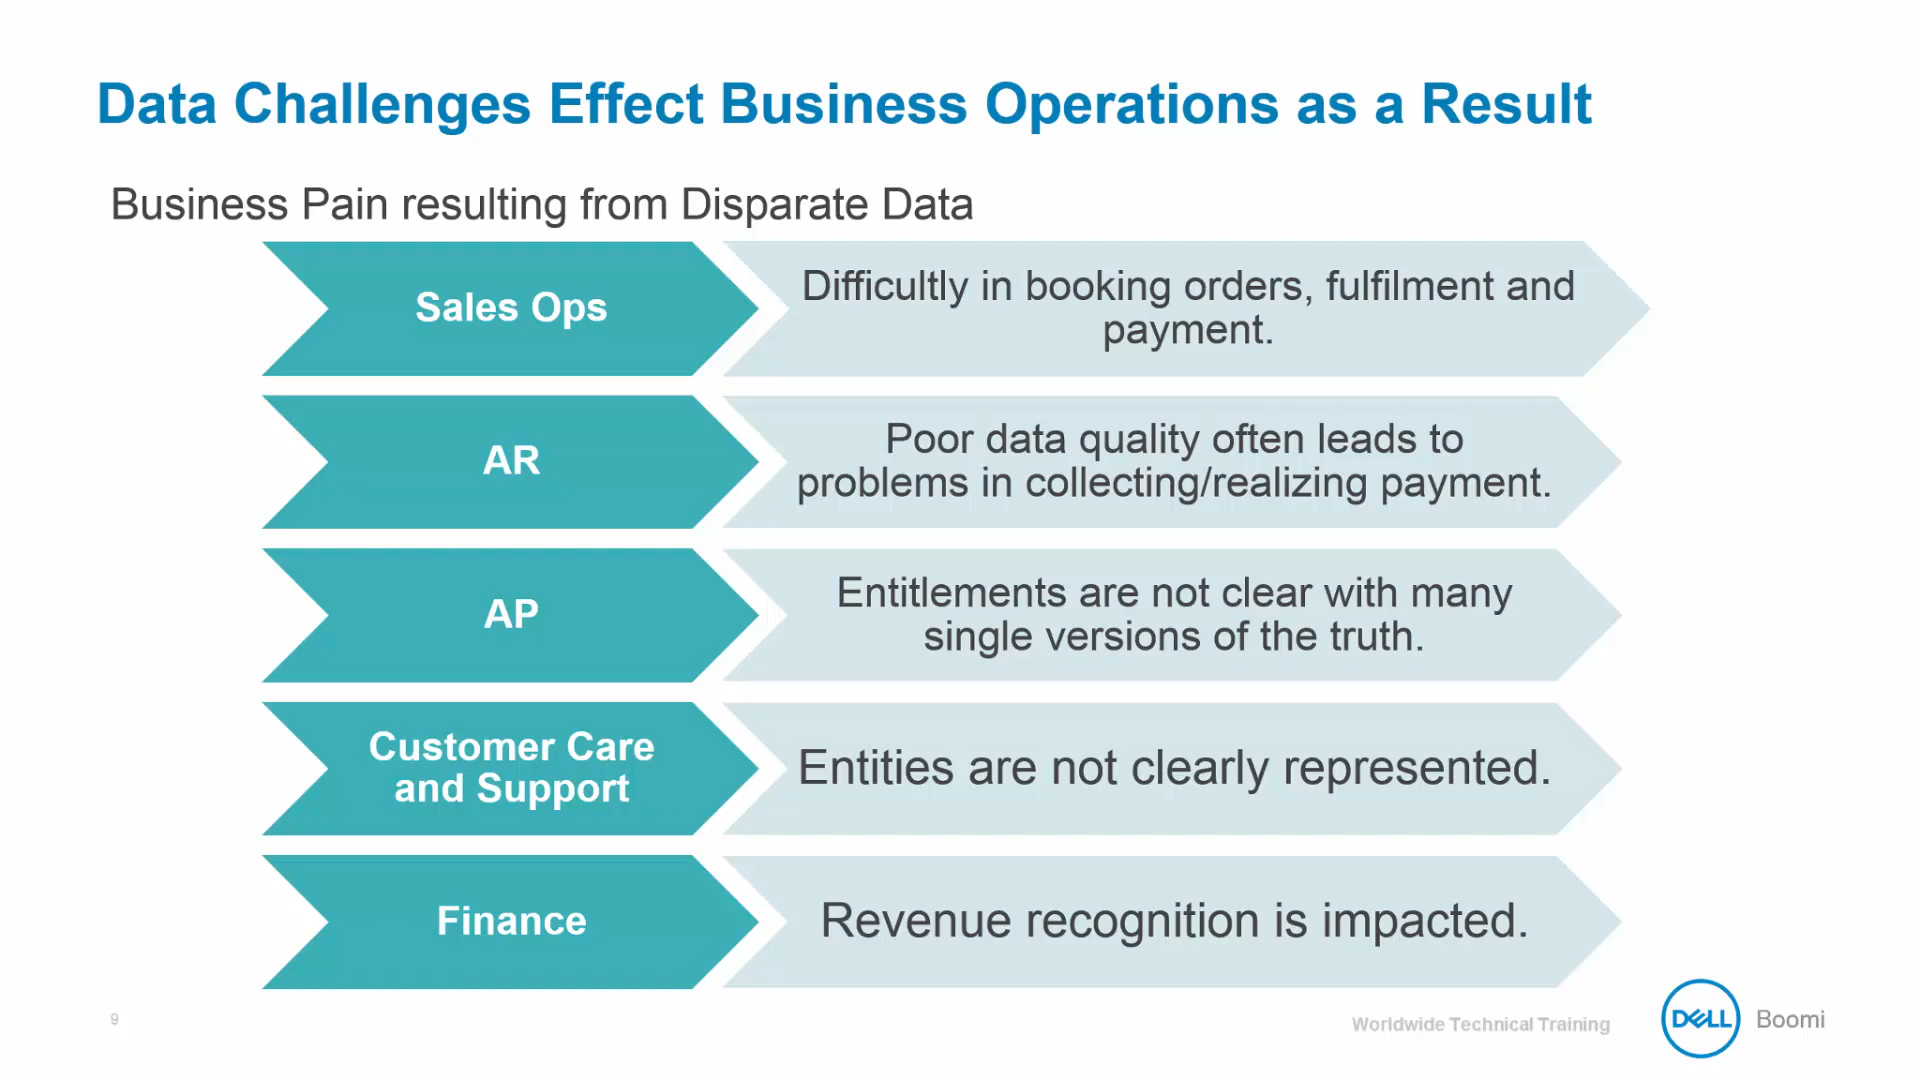 Data Challenges Effect Business Operations as a Result
Business Pain resulting from Disparate Data
Sales Ops
Difficultly in booking orders, fulfilment and
payment.
AR
Poor data quality often leads to
problems in collecting/realizing payment.
AP
Entitlements are not clear with many
single versions of the truth.
Customer Care
and Support
Entities are not clearly represented.
Finance
Revenue recognition is impacted.
9
Worldwide Technical Training
DELL Boomi